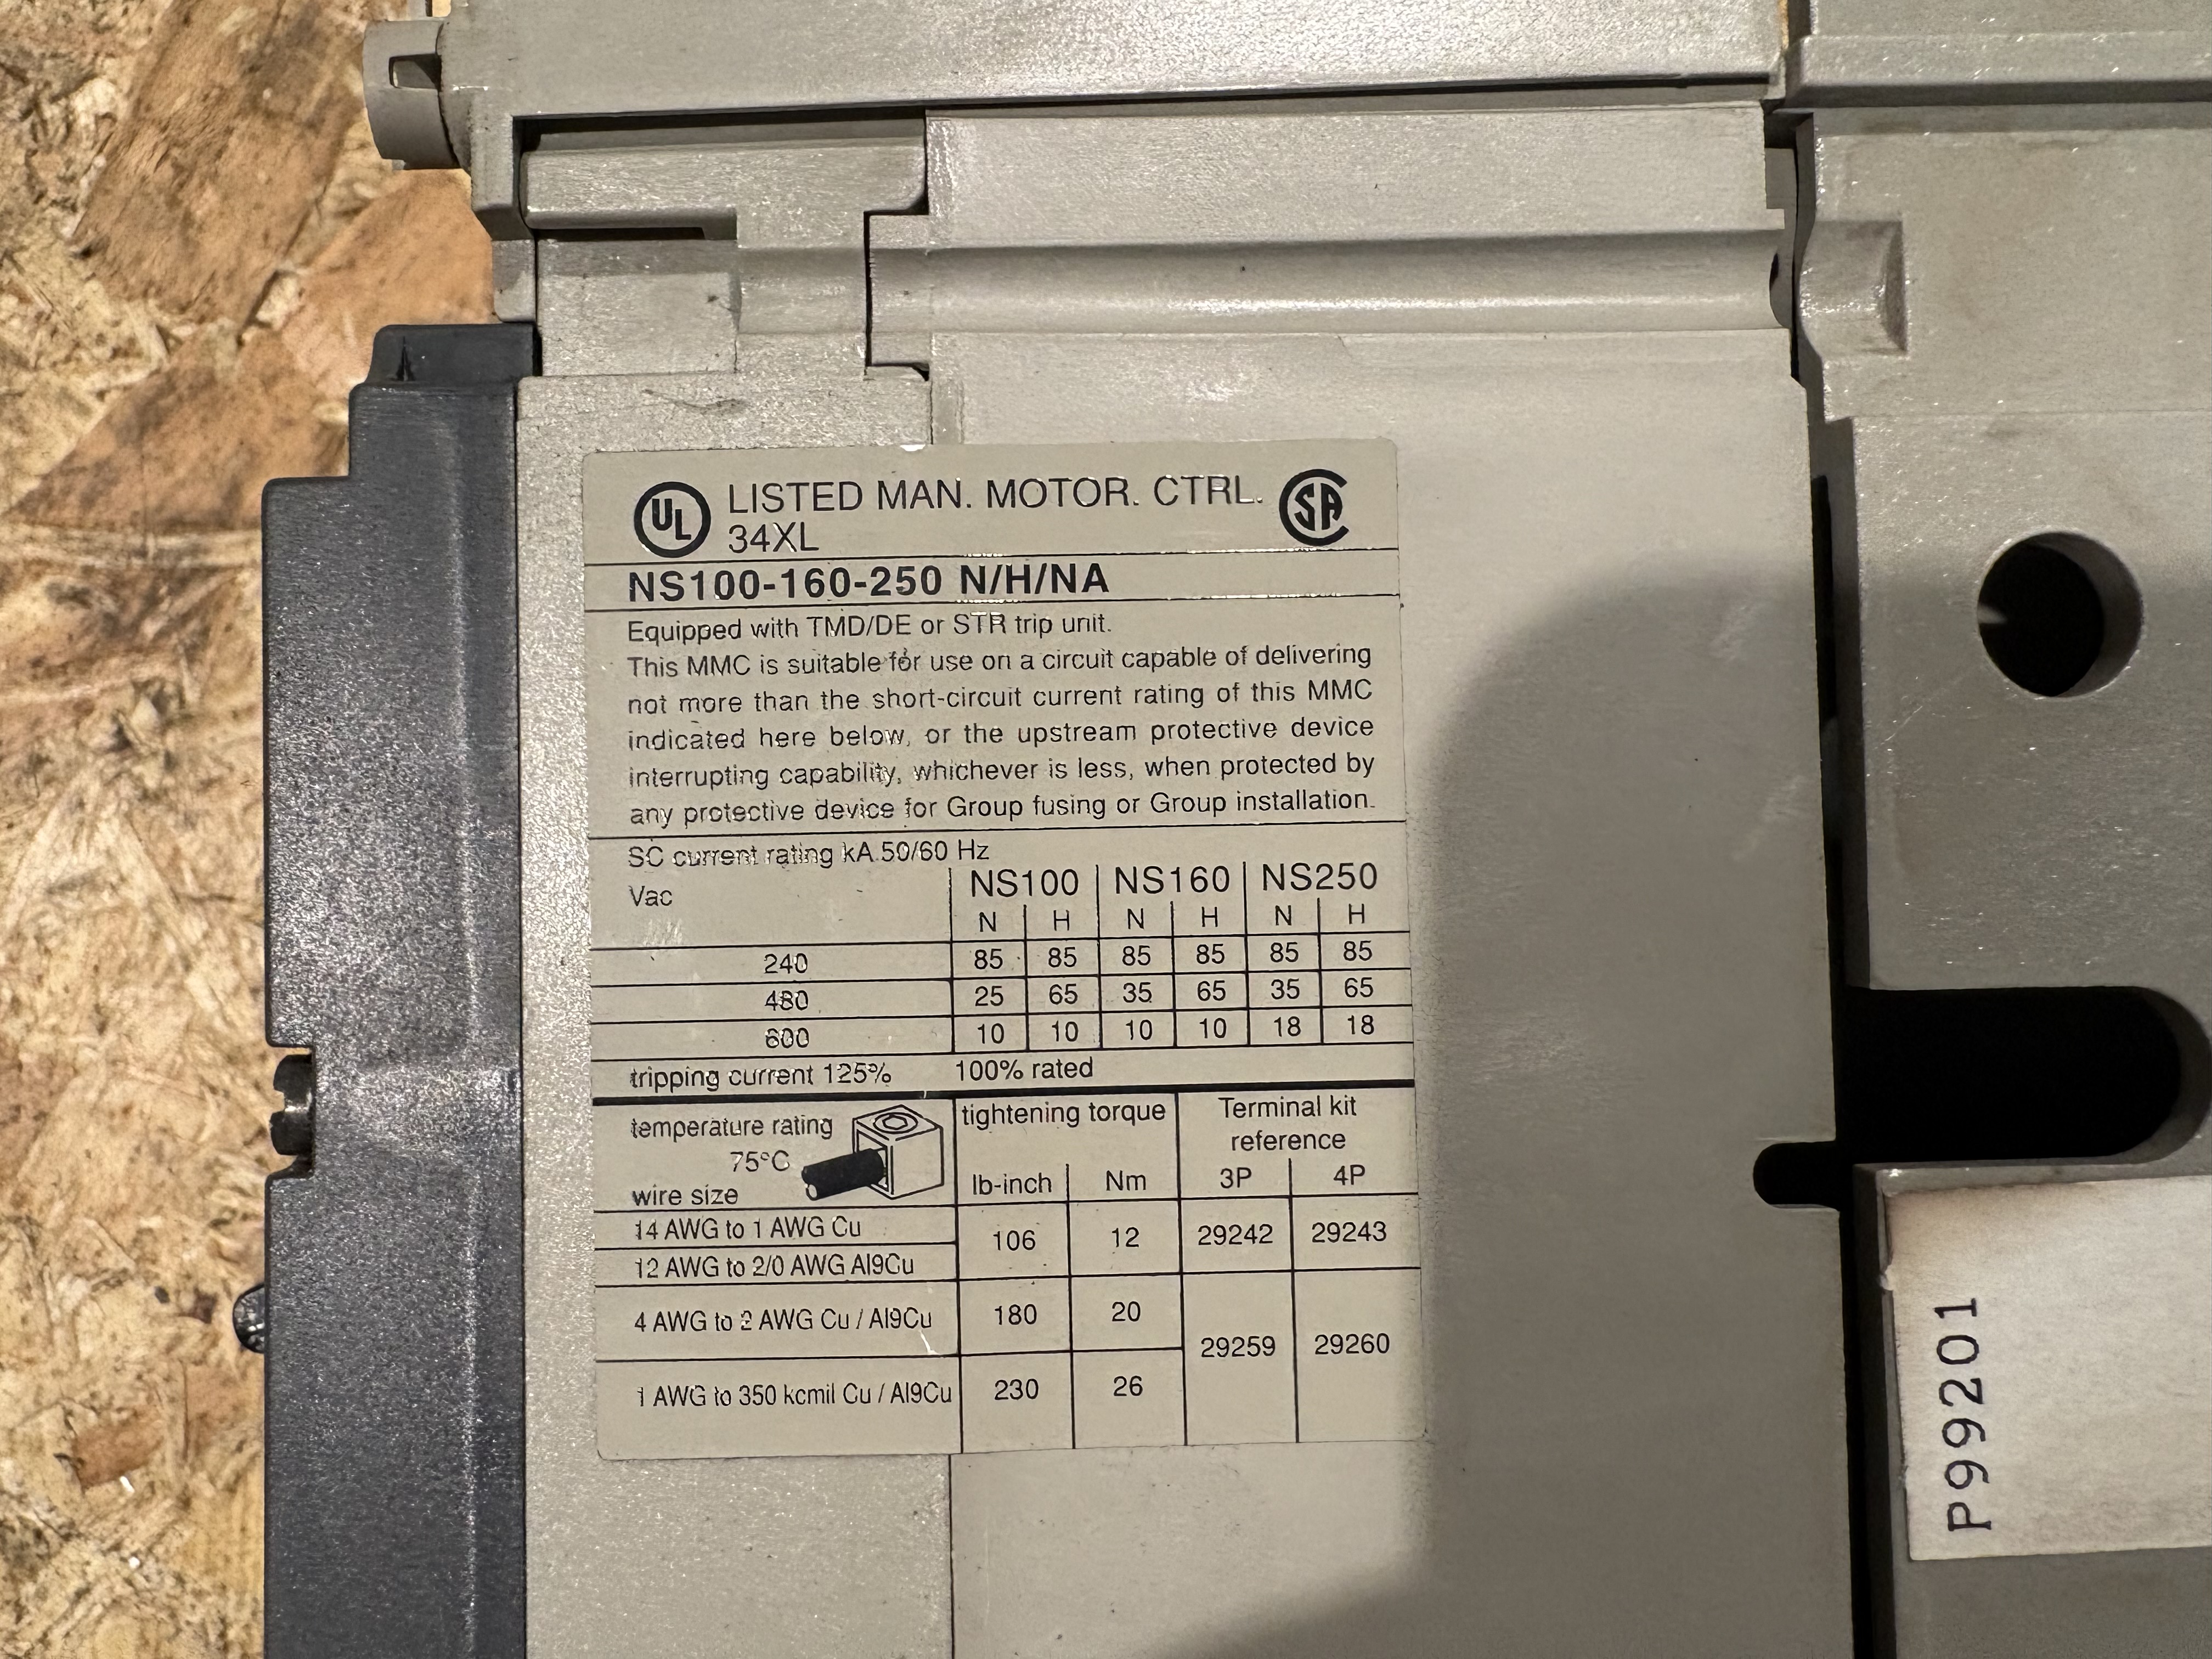 UL LISTED MAN. MOTOR. CTRL. SA
34XL
NS100-160-250 N/H/NA
Equipped with TMD/DE or STR trip unit.
This MMC is suitable for use on a circuit capable of delivering
not more than the short-circuit current rating of this MMC
indicated here below, or the upstream protective device
interrupting capability, whichever is less, when protected by
any protective device for Group fusing or Group installation.
SC current rating kA 50/60 Hz
Vac NS100 NS160 NS250
N H N H N H
240 85 85 85 85 85 85
480 25 65 35 65 35 65
600 10 10 10 10 18 18
tripping current 125% 100% rated
temperature rating tightening torque Terminal kit
75°C reference
wire size lb-inch Nm 3P 4P
14 AWG to 1 AWG Cu 106 12 29242 29243
12 AWG to 2/0 AWG Al9Cu
4 AWG to 2 AWG Cu / Al9Cu 180 20 29259 29260
1 AWG to 350 kcmil Cu / Al9Cu 230 26
P99201